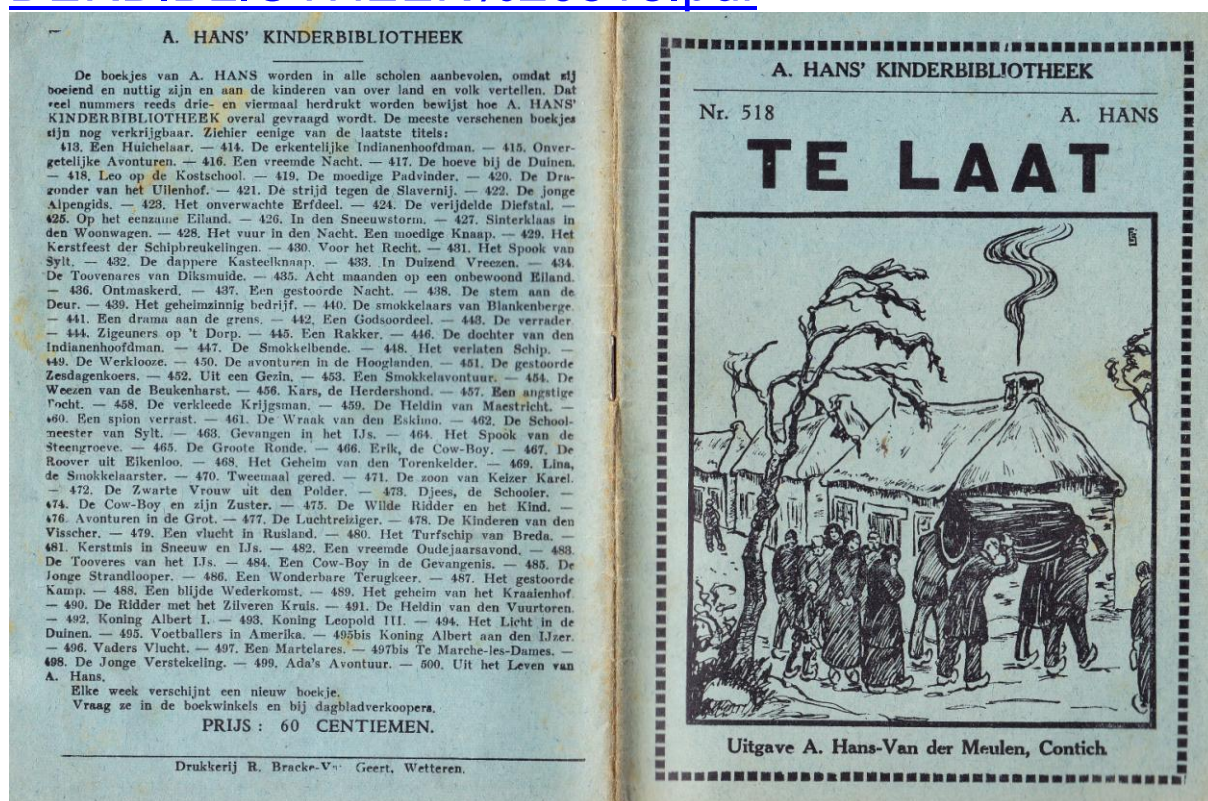 A. HANS' KINDERBIBLIOTHEEK
De boekjes van A. HANS worden in alle scholen aanbevolen, omdat zij
boeiend en nuttig zijn en aan de kinderen van over land en volk vertellen. Dat
veel nummers reeds drie- en viermaal herdrukt worden bewijst hoe A. HANS'
KINDERBIBLIOTHEEK overal gevraagd wordt. De meeste verschenen boekjes
zijn nog verkrijgbaar. Ziehier eenige van de laatste titels:
413. Een Huichelaar. — 414. De erkentelijke Indianenhoofdman. — 415. Onver-
getelijke Avonturen. — 416. Een vreemde Nacht. — 417. De hoeve bij de Duinen.
— 418. Leo op de Kostschool. — 419. De moedige Padvinder. — 420. De Dra-
gonder van het Uilenhof. — 421. De strijd tegen de Slavernij. — 422. De jonge
Alpengids. — 423. Het onverwachte Erfdeel. — 424. De verijdelde Diefstal. —
425. Op het eenzame Eiland. — 426. In den Sneeuwstorm. — 427. Sinterklaas in
den Woonwagen. — 428. Het vuur in den Nacht. Een moedige Knaap. — 429. Het
Kerstfeest der Schipbreukelingen. — 430. Voor het Recht. — 431. Het Spook van
Sylt. — 432. De dappere Kasteelknaap. — 433. In Duizend Vreezen. — 434.
De Toovenares van Diksmuide. — 435. Acht maanden op een onbewoond Eiland.
— 436. Ontmaskerd. — 437. Een gestoorde Nacht. — 438. De stem aan de
Deur. — 439. Het geheimzinnig bedrijf. — 440. De smokkelaars van Blankenberge.
— 441. Een drama aan de grens. — 442. Een Godsoordeel. — 443. De verrader
— 444. Zigeuners op 't Dorp. — 445. Een Rakker. — 446. De dochter van den
Indianenhoofdman. — 447. De Smokkelbende. — 448. Het verlaten Schip. —
449. De Werklooze. — 450. De avonturen in de Hooglanden. — 451. De gestoorde
Zesdagenkoers. — 452. Uit een Gezin. — 453. Een Smokkelavontuur. — 454. De
Weezen van de Beukenharst. — 456. Kars, de Herdershond. — 457. Een angstige
Tocht. — 458. De verkleede Krijgsman. — 459. De Heldin van Maestricht. —
460. Een spion verrast. — 461. De Wraak van den Eskimo. — 462. De School-
meester van Sylt. — 463. Gevangen in het IJs. — 464. Het Spook van de
Steengroeve. — 465. De Groote Ronde. — 466. Erik, de Cow-Boy. — 467. De
Roover uit Eikenloo. — 468. Het Geheim van den Torenkelder. — 469. Lina,
de Smokkelaarster. — 470. Tweemaal gered. — 471. De zoon van Keizer Karel.
— 472. De Zwarte Vrouw uit den Polder. — 473. Djees, de Schooier. —
474. De Cow-Boy en zijn Zuster. — 475. De Wilde Ridder en het Kind. —
476. Avonturen in de Grot. — 477. De Luchtreiziger. — 478. De Kinderen van den
Visscher. — 479. Een vlucht in Rusland. — 480. Het Turfschip van Breda. —
481. Kerstmis in Sneeuw en IJs. — 482. Een vreemde Oudejaarsavond. — 483.
De Tooveres van het IJs. — 484. Een Cow-Boy in de Gevangenis. — 485. De
Jonge Strandlooper. — 486. Een Wonderbare Terugkeer. — 487. Het gestoorde
Kamp. — 488. Een blijde Wederkomst. — 489. Het geheim van het Kraaienhof
— 490. De Ridder met het Zilveren Kruis. — 491. De Heldin van den Vuurtoren.
— 492. Koning Albert I. — 493. Koning Leopold III. — 494. Het Licht in de
Duinen. — 495. Voetballers in Amerika. — 495bis Koning Albert aan den IJzer.
— 496. Vaders Vlucht. — 497. Een Martelares. — 497bis Te Marche-les-Dames. —
498. De Jonge Verstekeling. — 499. Ada's Avontuur. — 500. Uit het Leven van
A. Hans.
Elke week verschijnt een nieuw boekje.
Vraag ze in de boekwinkels en bij dagbladverkoopers.
PRIJS : 60 CENTIEMEN.
Drukkerij R. Bracke-V Geert, Wetteren.
A. HANS' KINDERBIBLIOTHEEK
Nr. 518 A. HANS
TE LAAT
Uitgave A. Hans-Van der Meulen, Contich